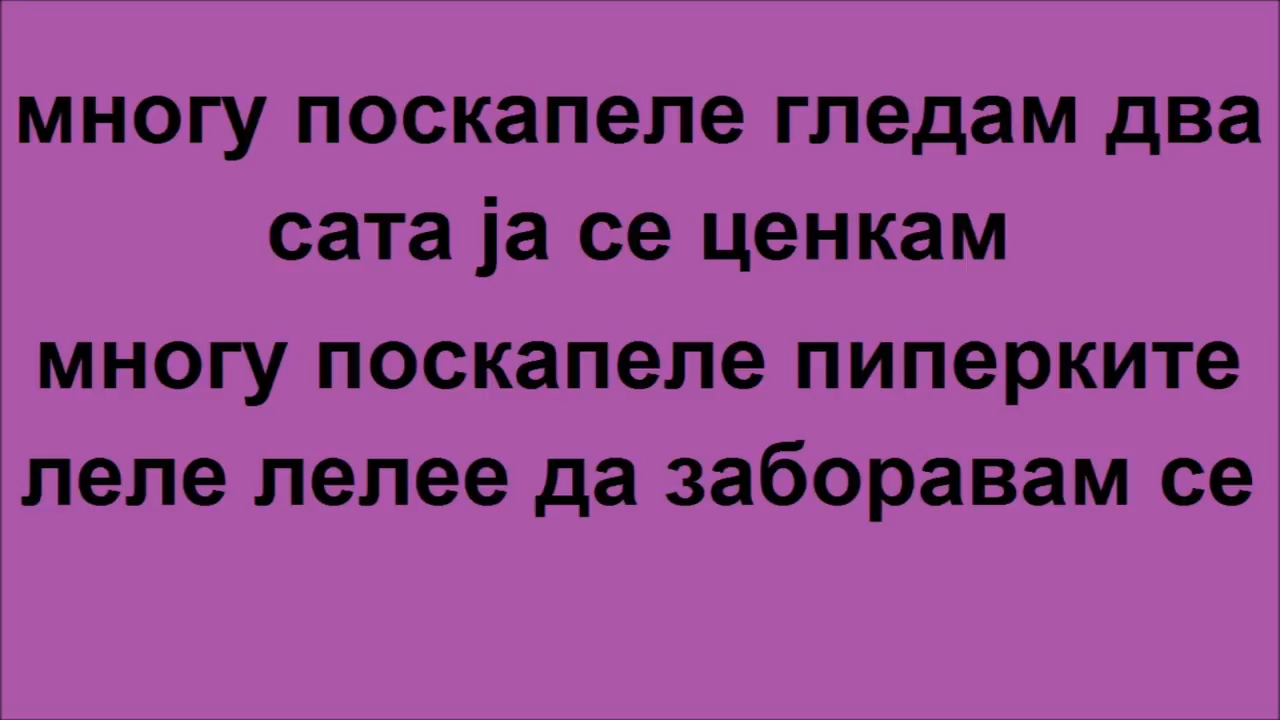 многу поскапеле гледам два
сата ја се ценкам
многу поскапеле пиперките
леле лелее да заборавам се